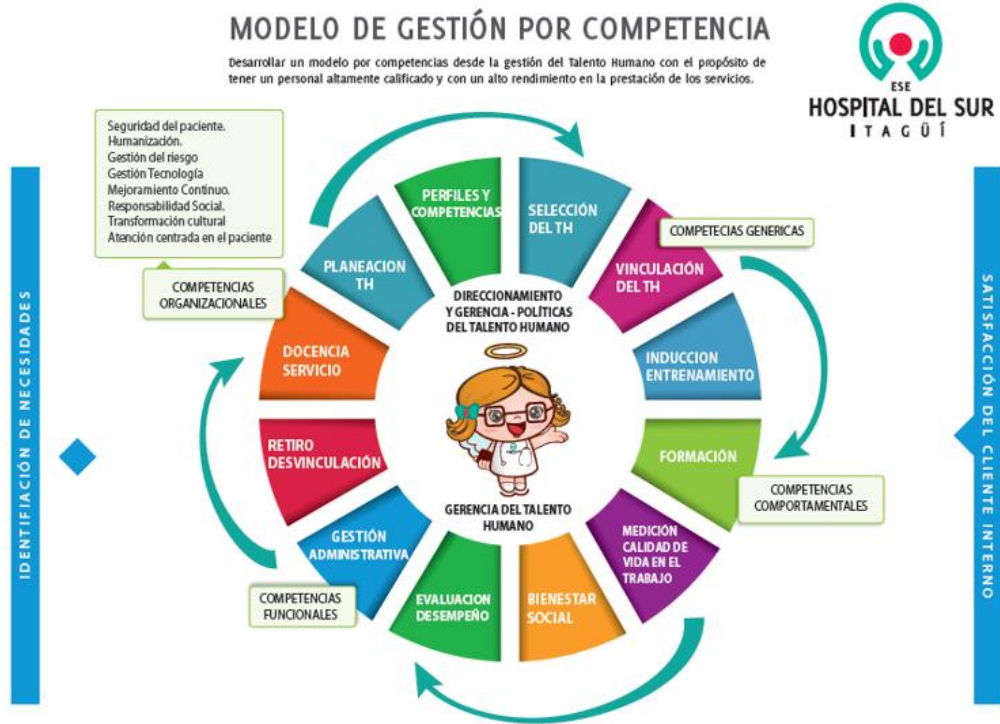 MODELO DE GESTIÓN POR COMPETENCIA
Desarrollar un modelo por competencias desde la gestión del Talento Humano con el propósito de
tener un personal altamente calificado y con un alto rendimiento en la prestación de los servicios.
ESE
HOSPITAL DEL SUR
ITAGÜÍ
Seguridad del paciente.
Humanización.
Gestión del riesgo
Gestión Tecnología
Mejoramiento Continuo.
Responsabilidad Social.
Transformación cultural
Atención centrada en el paciente
COMPETENCIAS
ORGANIZACIONALES
IDENTIFIACIÓN DE NECESIDADES
PERFILES Y
COMPETENCIAS
SELECCIÓN
DEL TH
COMPETECIAS GENERICAS
VINCULACIÓN
DEL TH
INDUCCION
ENTRENAMIENTO
FORMACIÓN
COMPETENCIAS
COMPORTAMENTALES
MEDICIÓN
CALIDAD DE
VIDA EN EL
TRABAJO
BIENESTAR
SOCIAL
EVALUACION
DESEMPEÑO
GESTIÓN
ADMINISTRATIVA
COMPETENCIAS
FUNCIONALES
RETIRO
DESVINCULACIÓN
DOCENCIA
SERVICIO
PLANEACION
TH
DIRECCIONAMIENTO
Y GERENCIA - POLÍTICAS
DEL TALENTO HUMANO
GERENCIA DEL TALENTO
HUMANO
SATISFACCIÓN DEL CLIENTE INTERNO